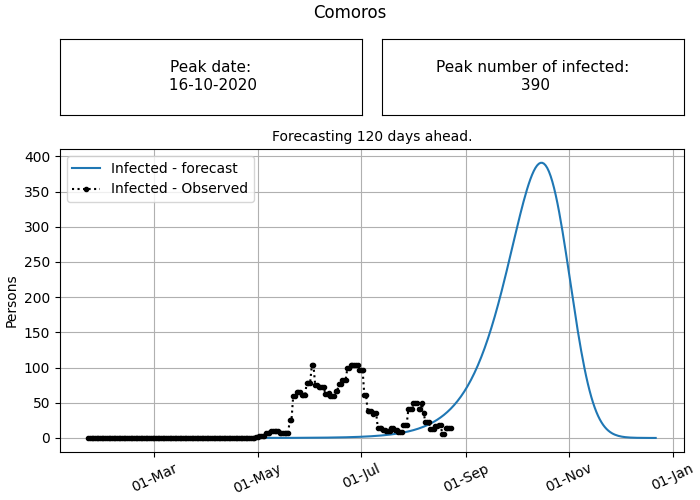 Comoros
Peak date:
16-10-2020
Peak number of infected:
390
Forecasting 120 days ahead.
Infected - forecast
Infected - Observed
Persons
400
350
300
250
200
150
100
50
0
01-Mar
01-May
01-Jul
01-Sep
01-Nov
01-Jan